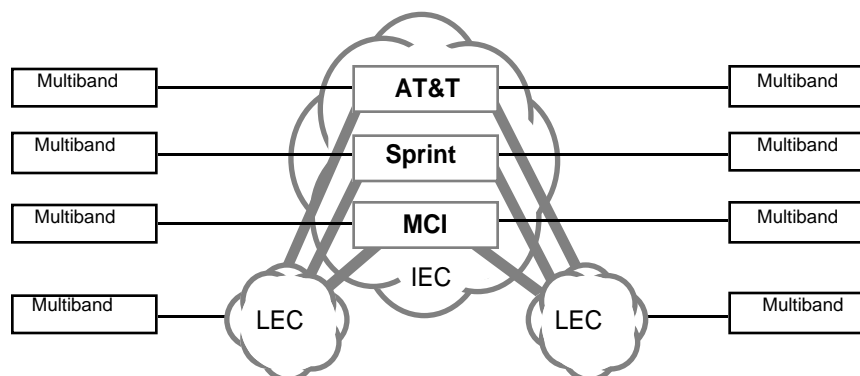 Multiband
AT&T
Multiband
Multiband
Sprint
Multiband
Multiband
MCI
Multiband
IEC
Multiband
LEC
LEC
Multiband